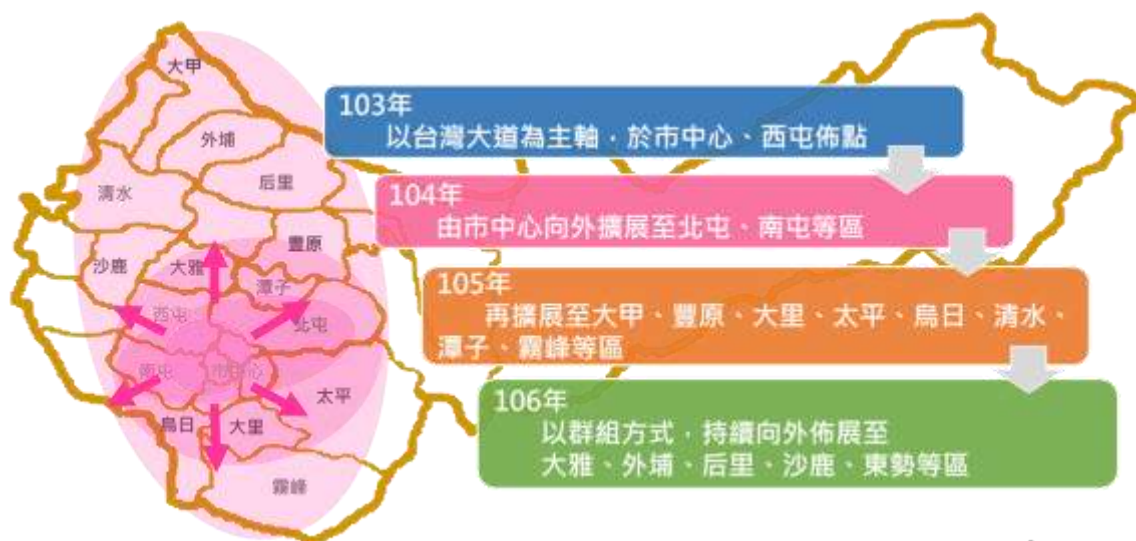 大甲
外埔
后里
清水
豐原
沙鹿
大雅
潭子
西屯
北屯
南屯
市中心
太平
烏日
大里
霧峰
103年
以台灣大道為主軸，於市中心、西屯佈點
104年
由市中心向外擴展至北屯、南屯等區
105年
再擴展至大甲、豐原、大里、太平、烏日、清水、
潭子、霧峰等區
106年
以群組方式，持續向外佈展至
大雅、外埔、后里、沙鹿、東勢等區